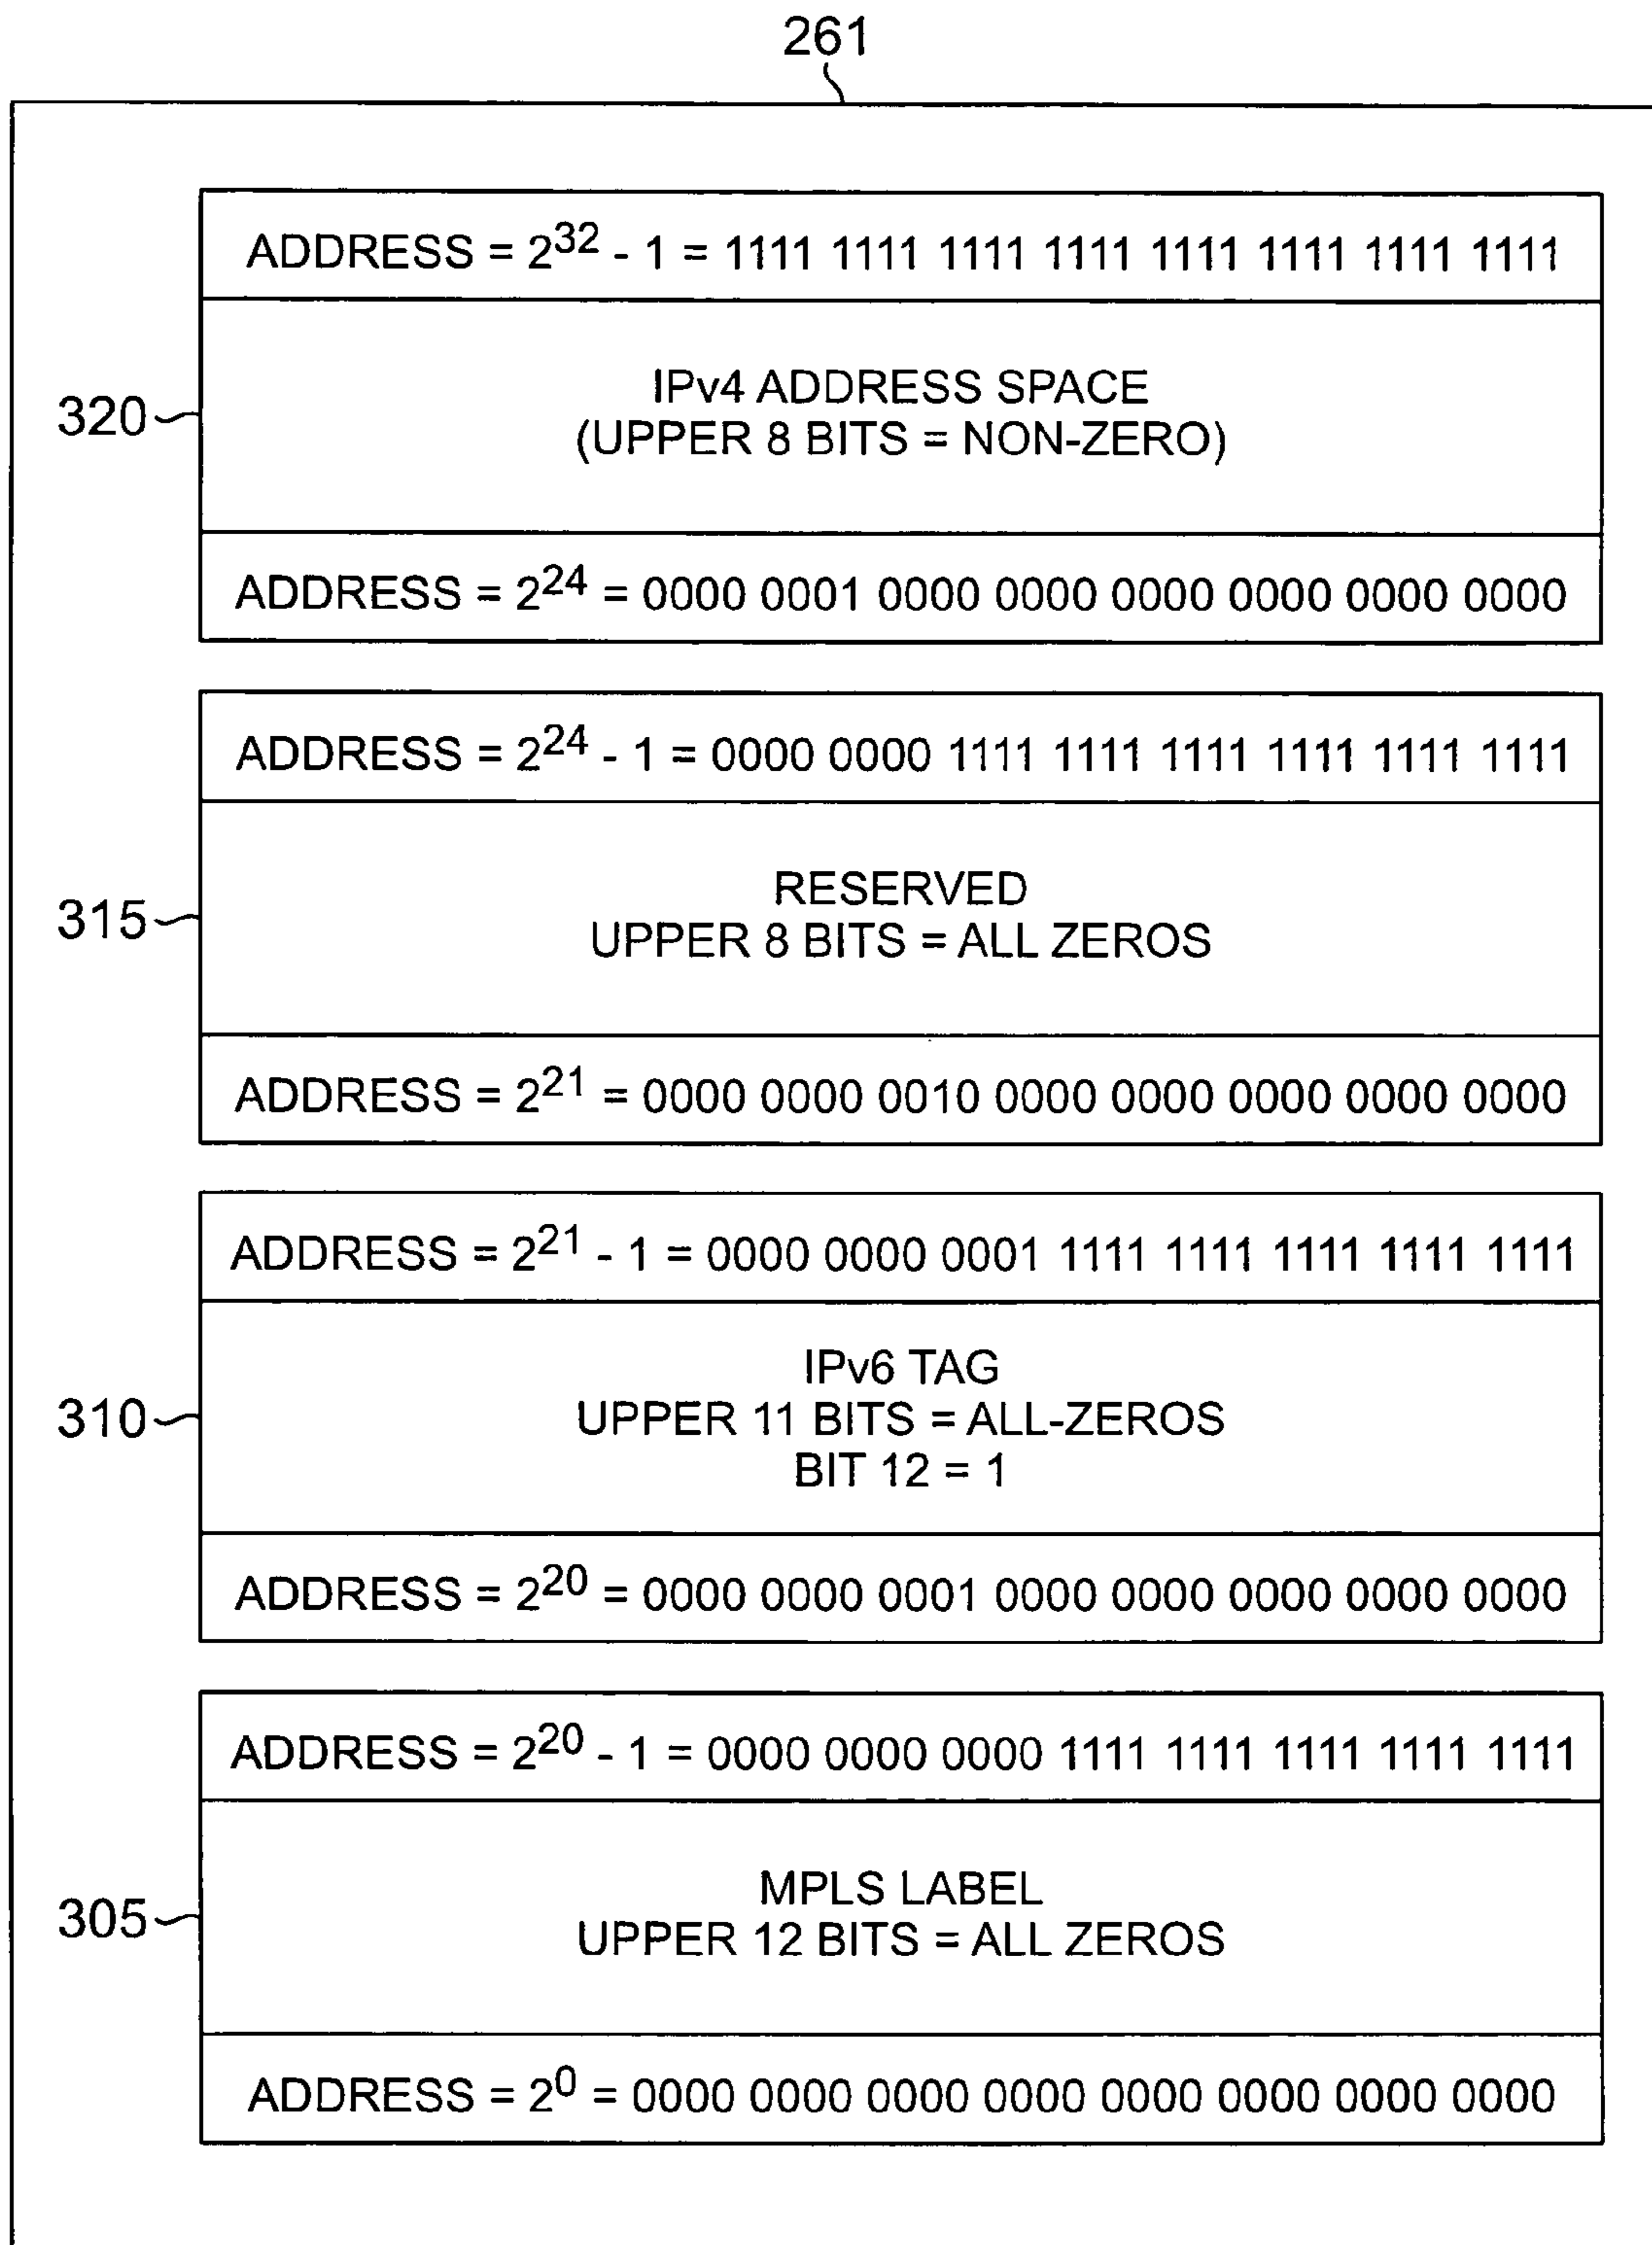 261
ADDRESS = 2^32 - 1 = 1111 1111 1111 1111 1111 1111 1111 1111
320
IPv4 ADDRESS SPACE
(UPPER 8 BITS = NON-ZERO)
ADDRESS = 2^24 = 0000 0001 0000 0000 0000 0000 0000 0000
ADDRESS = 2^24 - 1 = 0000 0000 1111 1111 1111 1111 1111 1111
315
RESERVED
UPPER 8 BITS = ALL ZEROS
ADDRESS = 2^21 = 0000 0000 0010 0000 0000 0000 0000 0000
ADDRESS = 2^21 - 1 = 0000 0000 0001 1111 1111 1111 1111 1111
310
IPv6 TAG
UPPER 11 BITS = ALL-ZEROS
BIT 12 = 1
ADDRESS = 2^20 = 0000 0000 0001 0000 0000 0000 0000 0000
ADDRESS = 2^20 - 1 = 0000 0000 0000 1111 1111 1111 1111 1111
305
MPLS LABEL
UPPER 12 BITS = ALL ZEROS
ADDRESS = 2^0 = 0000 0000 0000 0000 0000 0000 0000 0000